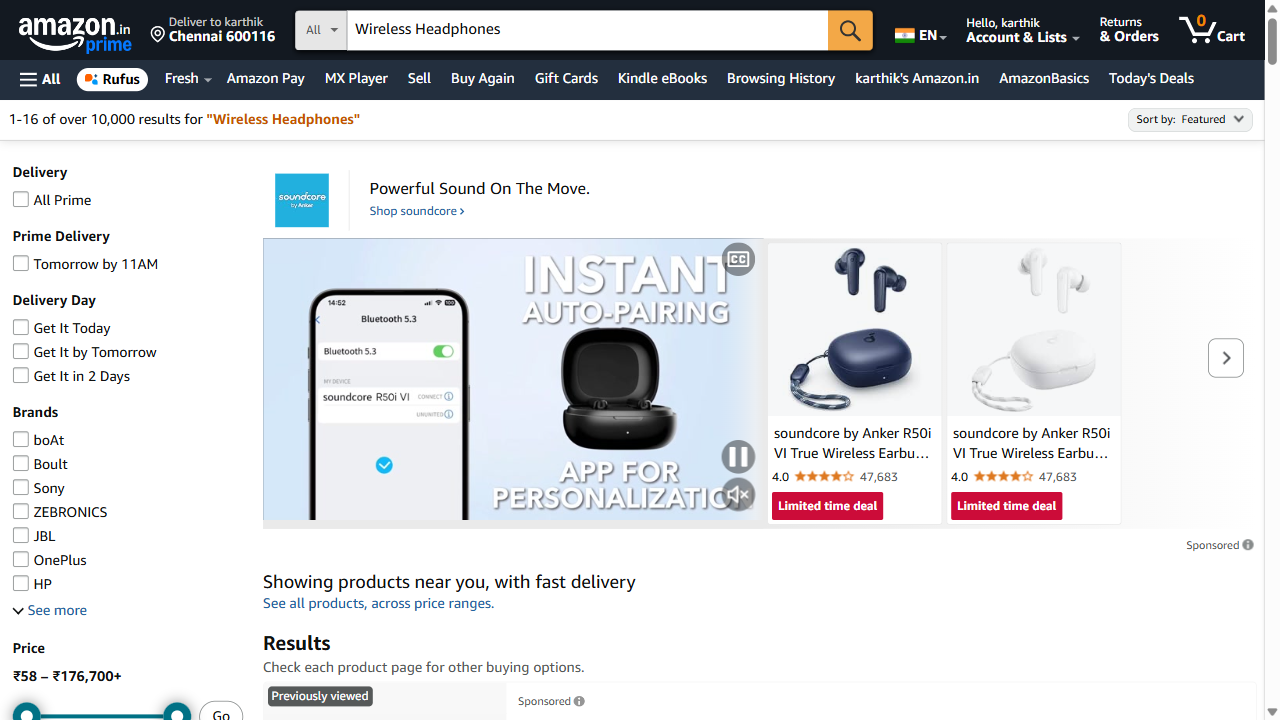 amazon.in
prime
Deliver to karthik
Chennai 600116
All
Wireless Headphones
EN
Hello, karthik
Account & Lists
Returns
& Orders
0
Cart
All
Rufus
Fresh
Amazon Pay
MX Player
Sell
Buy Again
Gift Cards
Kindle eBooks
Browsing History
karthik's Amazon.in
AmazonBasics
Today's Deals
1-16 of over 10,000 results for "Wireless Headphones"
Sort by: Featured
Delivery
All Prime
Prime Delivery
Tomorrow by 11AM
Delivery Day
Get It Today
Get It by Tomorrow
Get It in 2 Days
Brands
boAt
Boult
Sony
ZEBRONICS
JBL
OnePlus
HP
See more
Price
₹58 – ₹176,700+
Go
soundcore
by Anker
Powerful Sound On The Move.
Shop soundcore ›
14:52
100
Bluetooth 5.3
Bluetooth 5.3
MY DEVICE
soundcore R50i VI
CONNECT
UNUNITED
INSTANT
AUTO-PAIRING
APP FOR
PERSONALIZATIO
CC
soundcore by Anker R50i
VI True Wireless Earbu…
4.0 47,683
Limited time deal
soundcore by Anker R50i
VI True Wireless Earbu…
4.0 47,683
Limited time deal
Sponsored
Showing products near you, with fast delivery
See all products, across price ranges.
Results
Check each product page for other buying options.
Previously viewed
Sponsored